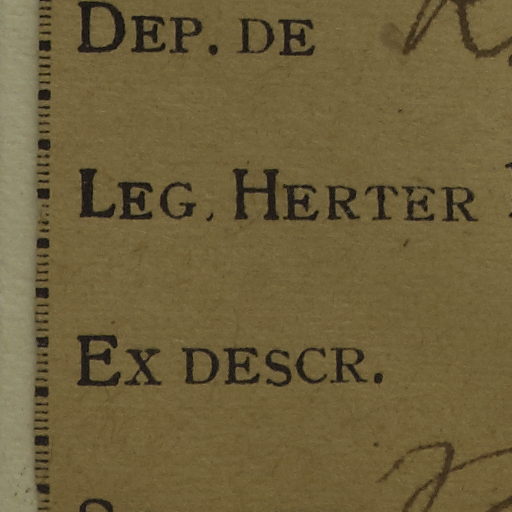 DEP. DE
LEG. HERTER
EX DESCR.